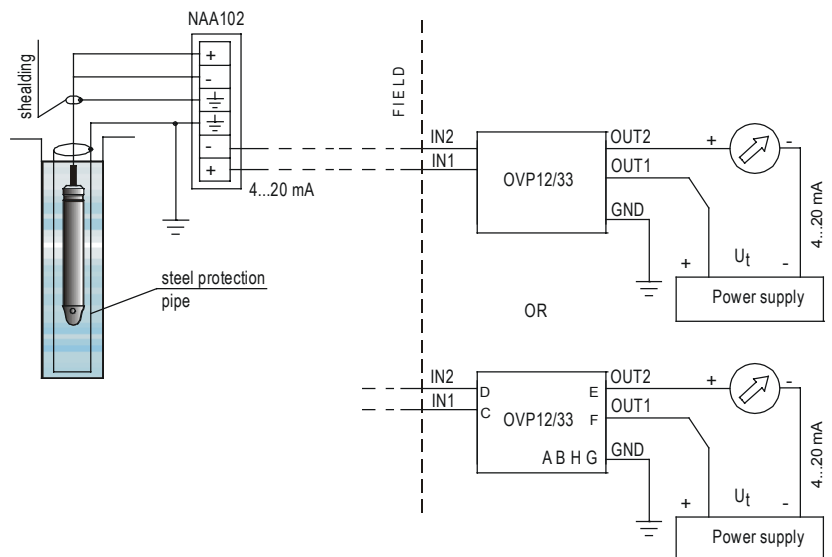 NAA102
shealding
+
-
-
+
4...20 mA
steel protection
pipe
FIELD
IN2
IN1
OVP12/33
OUT2
OUT1
GND
+
-
4...20 mA
+
Ut
-
Power supply
OR
IN2
IN1
D
C
OVP12/33
E
F
A B H G
OUT2
OUT1
GND
+
-
4...20 mA
+
Ut
-
Power supply